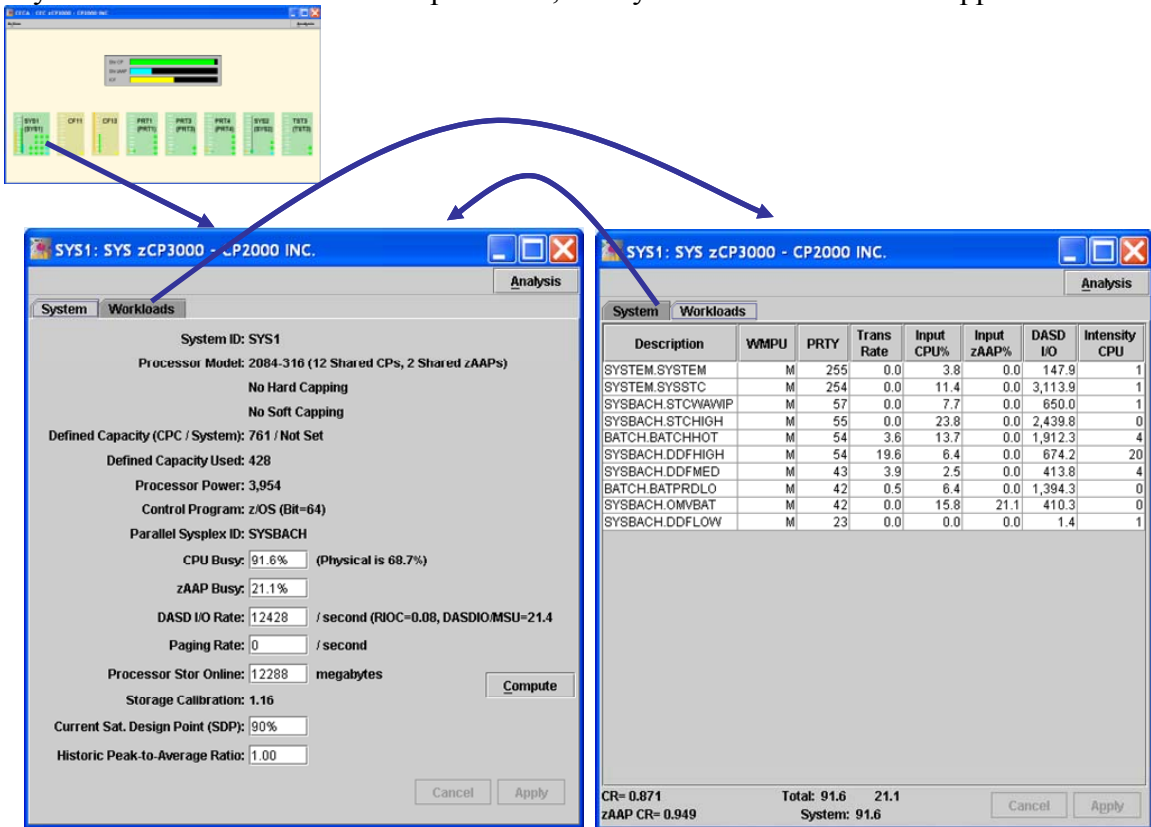 CECA : CEC zCP3000 - CP2000 INC.
Action Analysis
SYS1 CF11 CF13 PRT1 PRT3 PRT4 SYS2 TST3
(SYS1) (PRT1) (PRT3) (PRT4) (SYS2) (TST3)
SYS1: SYS zCP3000 - CP2000 INC.
Analysis
System Workloads
System ID: SYS1
Processor Model: 2084-316 (12 Shared CPs, 2 Shared zAAPs)
No Hard Capping
No Soft Capping
Defined Capacity (CPC / System): 761 / Not Set
Defined Capacity Used: 428
Processor Power: 3,954
Control Program: z/OS (Bit=64)
Parallel Sysplex ID: SYSBACH
CPU Busy: 91.6% (Physical is 68.7%)
zAAP Busy: 21.1%
DASD I/O Rate: 12428 / second (RIOC=0.08, DASDIO/MSU=21.4
Paging Rate: 0 / second
Processor Stor Online: 12288 megabytes
Compute
Storage Calibration: 1.16
Current Sat. Design Point (SDP): 90%
Historic Peak-to-Average Ratio: 1.00
Cancel Apply
SYS1: SYS zCP3000 - CP2000 INC.
Analysis
System Workloads
Description WMPU PRTY Trans Rate Input CPU% Input zAAP% DASD I/O Intensity CPU
SYSTEM.SYSTEM M 255 0.0 3.8 0.0 147.9 1
SYSTEM.SYSSTC M 254 0.0 11.4 0.0 3,113.9 1
SYSBACH.STCWAWIP M 57 0.0 7.7 0.0 650.0 1
SYSBACH.STCHIGH M 55 0.0 23.8 0.0 2,439.8 0
BATCH.BATCHHOT M 54 3.6 13.7 0.0 1,912.3 4
SYSBACH.DDFHIGH M 54 19.6 6.4 0.0 674.2 20
SYSBACH.DDFMED M 43 3.9 2.5 0.0 413.8 4
BATCH.BATPRDLO M 42 0.5 6.4 0.0 1,394.3 0
SYSBACH.OMVBAT M 42 0.0 15.8 21.1 410.3 0
SYSBACH.DDFLOW M 23 0.0 0.0 0.0 1.4 1
CR= 0.871 Total: 91.6 21.1
zAAP CR= 0.949 System: 91.6
Cancel Apply